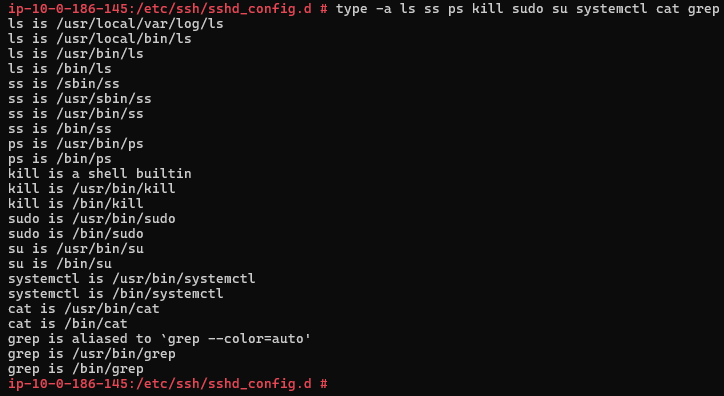 ip-10-0-186-145:/etc/ssh/sshd_config.d # type -a ls ss ps kill sudo su systemctl cat grep
ls is /usr/local/var/log/ls
ls is /usr/local/bin/ls
ls is /usr/bin/ls
ls is /bin/ls
ss is /sbin/ss
ss is /usr/sbin/ss
ss is /usr/bin/ss
ss is /bin/ss
ps is /usr/bin/ps
ps is /bin/ps
kill is a shell builtin
kill is /usr/bin/kill
kill is /bin/kill
sudo is /usr/bin/sudo
sudo is /bin/sudo
su is /usr/bin/su
su is /bin/su
systemctl is /usr/bin/systemctl
systemctl is /bin/systemctl
cat is /usr/bin/cat
cat is /bin/cat
grep is aliased to `grep --color=auto'
grep is /usr/bin/grep
grep is /bin/grep
ip-10-0-186-145:/etc/ssh/sshd_config.d #